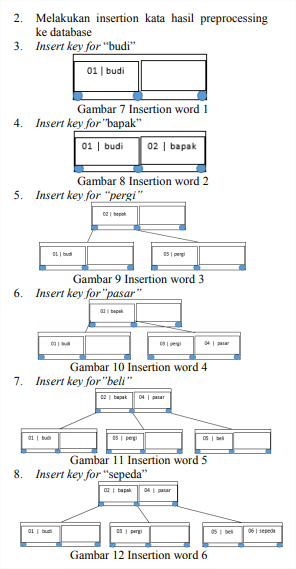 2. Melakukan insertion kata hasil preprocessing
ke database
3. Insert key for “budi”
01 | budi
Gambar 7 Insertion word 1
4. Insert key for”bapak”
01 | budi 02 | bapak
Gambar 8 Insertion word 2
5. Insert key for “pergi”
02 | bapak
01 | budi 03 | pergi
Gambar 9 Insertion word 3
6. Insert key for”pasar”
02 | bapak
01 | budi 03 | pergi 04 | pasar
Gambar 10 Insertion word 4
7. Insert key for”beli”
02 | bapak 04 | pasar
01 | budi 03 | pergi 05 | beli
Gambar 11 Insertion word 5
8. Insert key for “sepeda”
02 | bapak 04 | pasar
01 | budi 03 | pergi 05 | beli 06 | sepeda
Gambar 12 Insertion word 6